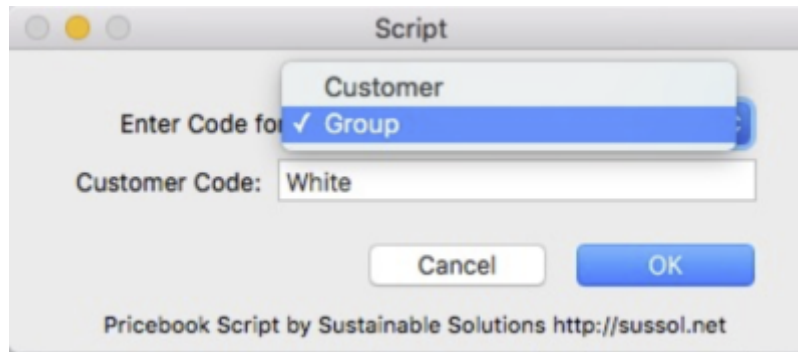 Script
Customer
Enter Code fo ✓ Group
Customer Code: White
Cancel OK
Pricebook Script by Sustainable Solutions http://sussol.net